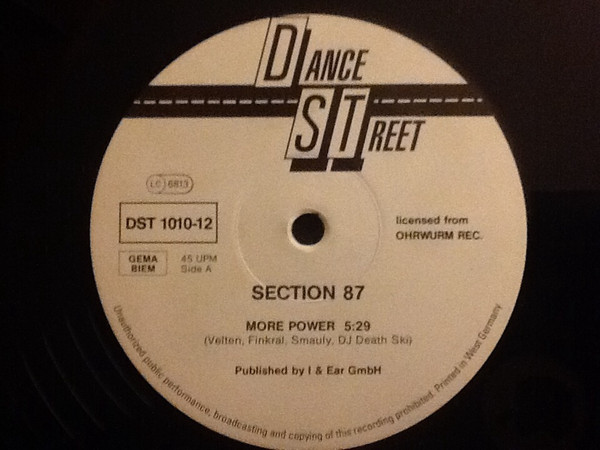 DANCE
STREET
LC 6813
DST 1010-12
licensed from
OHRWURM REC.
GEMA
BIEM
45 UPM
Side A
SECTION 87
MORE POWER 5:29
(Velten, Finkral, Smauly, DJ Death Ski)
Published by I & Ear GmbH
Unauthorized public performance, broadcasting and copying of this recording prohibited. Printed in West Germany